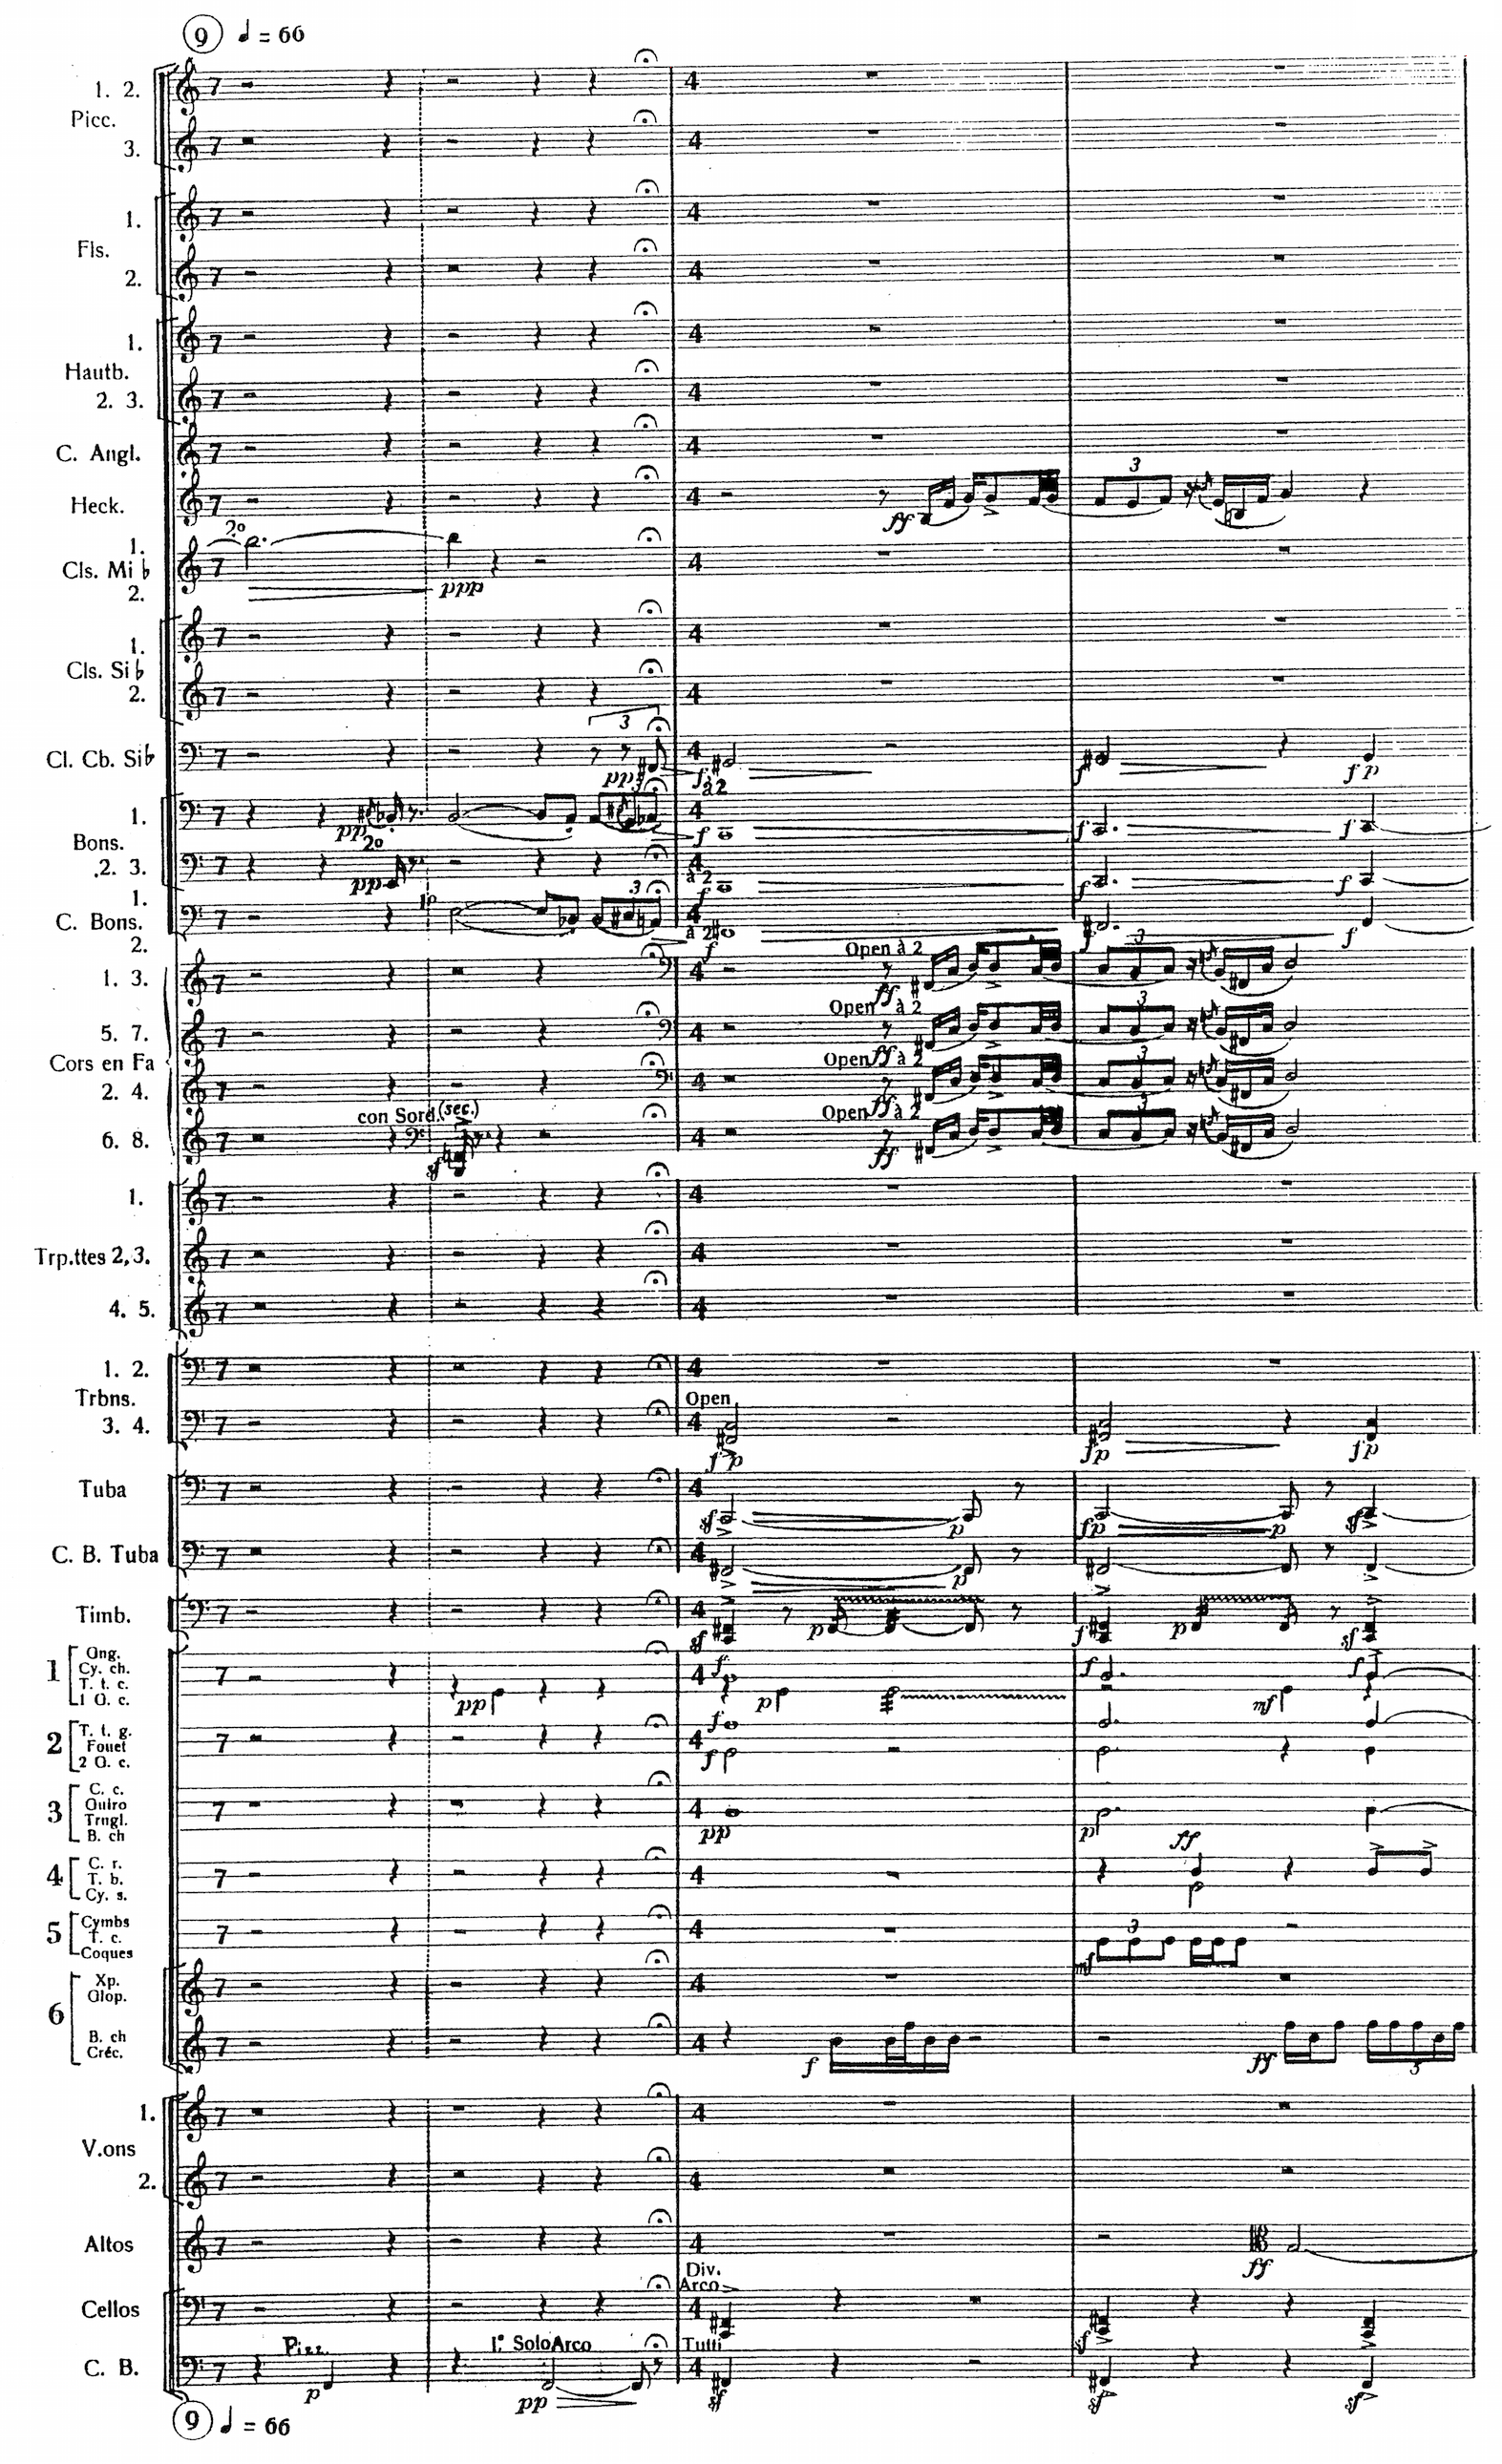 9 ♩ = 66
1. 2.
Picc.
3.
1.
Fls.
2.
1.
Hautb.
2. 3.
C. Angl.
Heck.
3
ff
2o
1.
Cls. Mi ♭
2.
ppp
1.
Cls. Si ♭
2.
3
Cl. Cb. Si♭
ppp f f f fp
à 2
1.
Bons.
pp f f f
2o
2. 3.
pp à 2 f f f
1.
C. Bons.
2.
1o 3
à 2 f f f
Open à 2 3
1. 3.
ff
Open à 2 3
5. 7.
ff
Cors en Fa
Open à 2 3
2. 4.
ff
con Sord. (sec.) Open à 2 3
6. 8.
sf ff
1.
Trp.ttes 2, 3.
4. 5.
1. 2.
Trbns.
Open
3. 4.
fp fp fp
Tuba
sf p fp p sf
C. B. Tuba
p
Timb.
sf p f p sf
1
Gng.
Cy. ch.
T. t. c.
1 G. c.
pp f p f mf f
2
T. t. g.
Fouet
2 G. c.
f f
3
C. c.
Guiro
Trngl.
B. ch
pp p
4
C. r.
T. b.
Cy. s.
ff
5
Cymbs
T. c.
Coques
3
mf
6
Xp.
Glop.
B. ch
Créc.
f ff 5
1.
V.ons
2.
Altos
ff
Div.
Arco
Cellos
sf
Pizz. 1o Solo Arco Tutti
C. B.
p pp sf sf sf
9 ♩ = 66